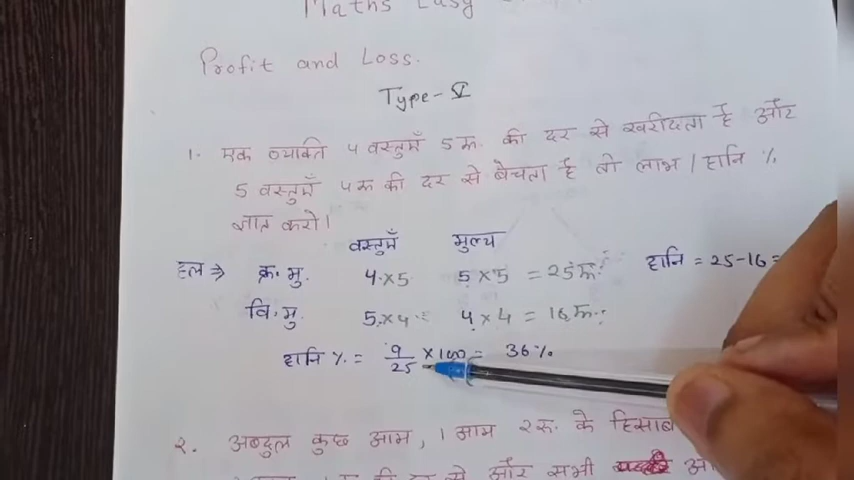 Maths Easy
Profit and Loss.
Type-V
1. एक व्यक्ति 4 वस्तुएँ 5 रू. की दर से खरीदता है और
5 वस्तुएँ 4 रू की दर से बेचता है तो लाभ / हानि %
ज्ञात करो।
वस्तुएँ मुल्य
हल ⇒ क्र. मु. 4×5 5×5 = 25 रू. हानि = 25-16=
वि. मु. 5×4 = 4×4 = 16 रू.
हानि % = 9/25 ×100 = 36%
2. अब्दुल कुछ आम, 1 आम 2 रू. के हिसाब
की दर से और सभी